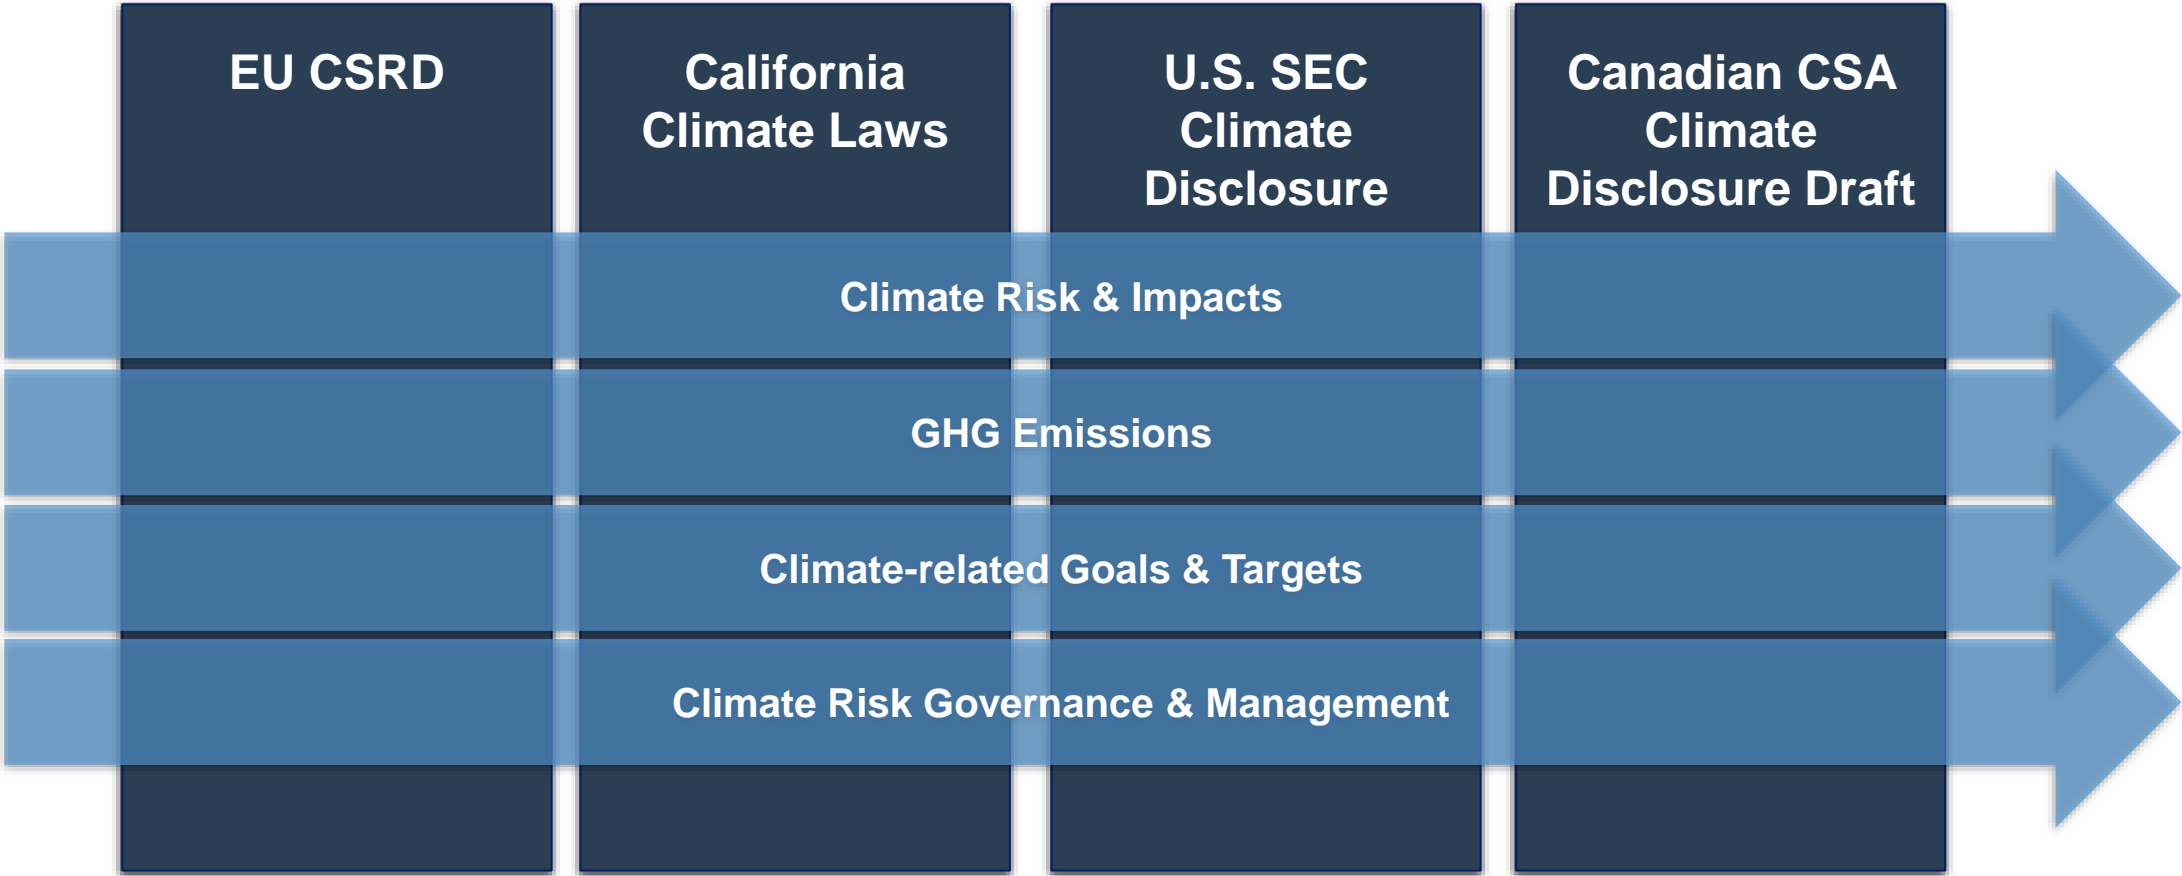 EU CSRD
California
Climate Laws
U.S. SEC
Climate
Disclosure
Canadian CSA
Climate
Disclosure Draft
Climate Risk & Impacts
GHG Emissions
Climate-related Goals & Targets
Climate Risk Governance & Management